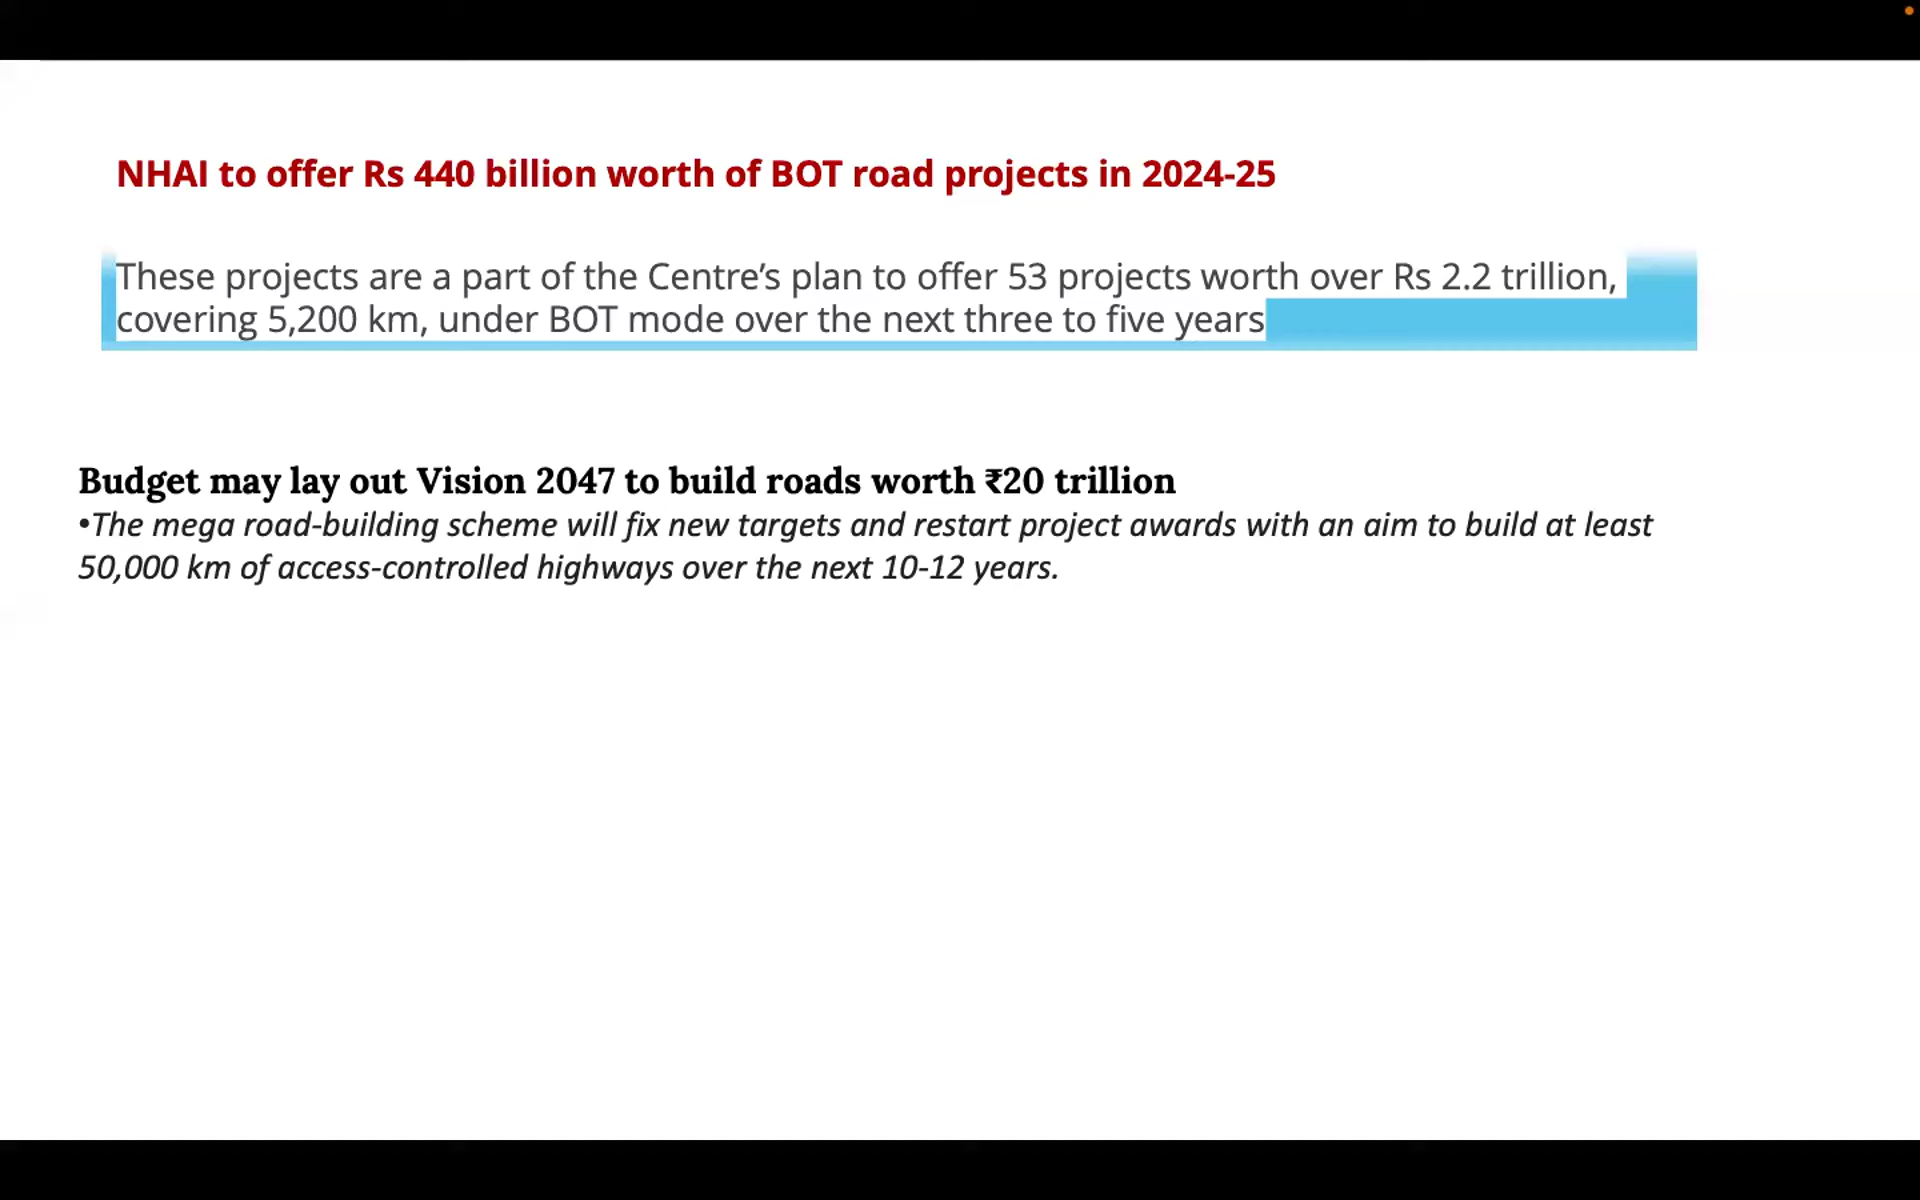 NHAI to offer Rs 440 billion worth of BOT road projects in 2024-25
These projects are a part of the Centre’s plan to offer 53 projects worth over Rs 2.2 trillion,
covering 5,200 km, under BOT mode over the next three to five years
Budget may lay out Vision 2047 to build roads worth ₹20 trillion
•The mega road-building scheme will fix new targets and restart project awards with an aim to build at least
50,000 km of access-controlled highways over the next 10-12 years.